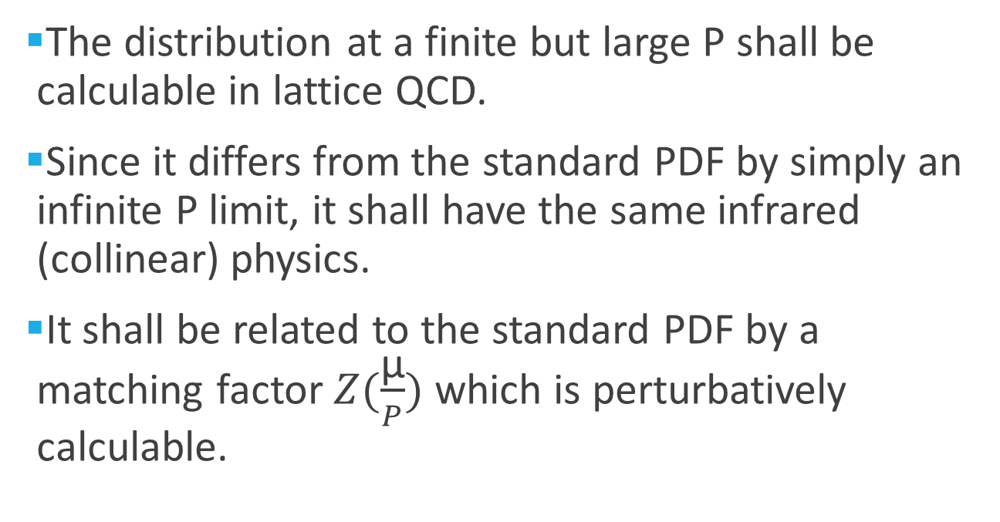 ▪The distribution at a finite but large P shall be
calculable in lattice QCD.
▪Since it differs from the standard PDF by simply an
infinite P limit, it shall have the same infrared
(collinear) physics.
▪It shall be related to the standard PDF by a
matching factor Z(μ/P) which is perturbatively
calculable.